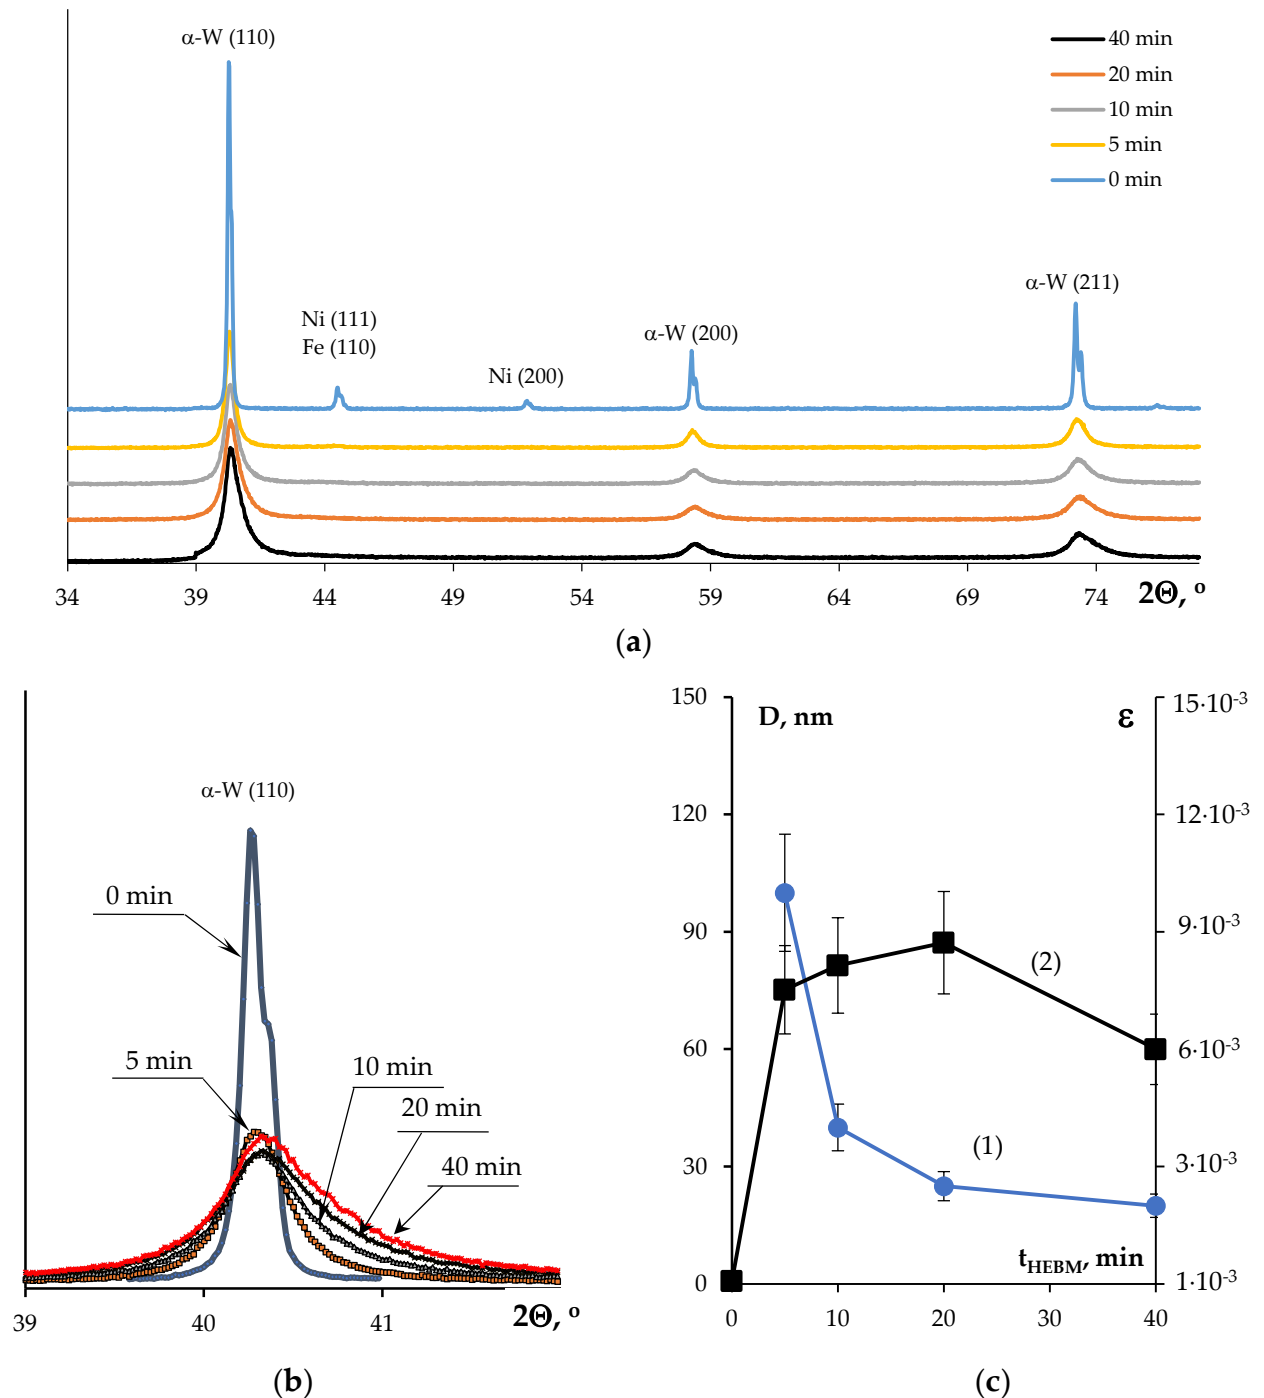 α-W (110)
40 min
20 min
10 min
5 min
0 min
α-W (211)
Ni (111)
Fe (110)
α-W (200)
Ni (200)
34
39
44
49
54
59
64
69
74
2Θ, º
(a)
α-W (110)
0 min
5 min
10 min
20 min
40 min
39
40
41
2Θ, º
(b)
150
120
90
60
30
0
D, nm
ε
15·10-3
12·10-3
9·10-3
6·10-3
3·10-3
1·10-3
(2)
(1)
tHEBM, min
0
10
20
30
40
(c)